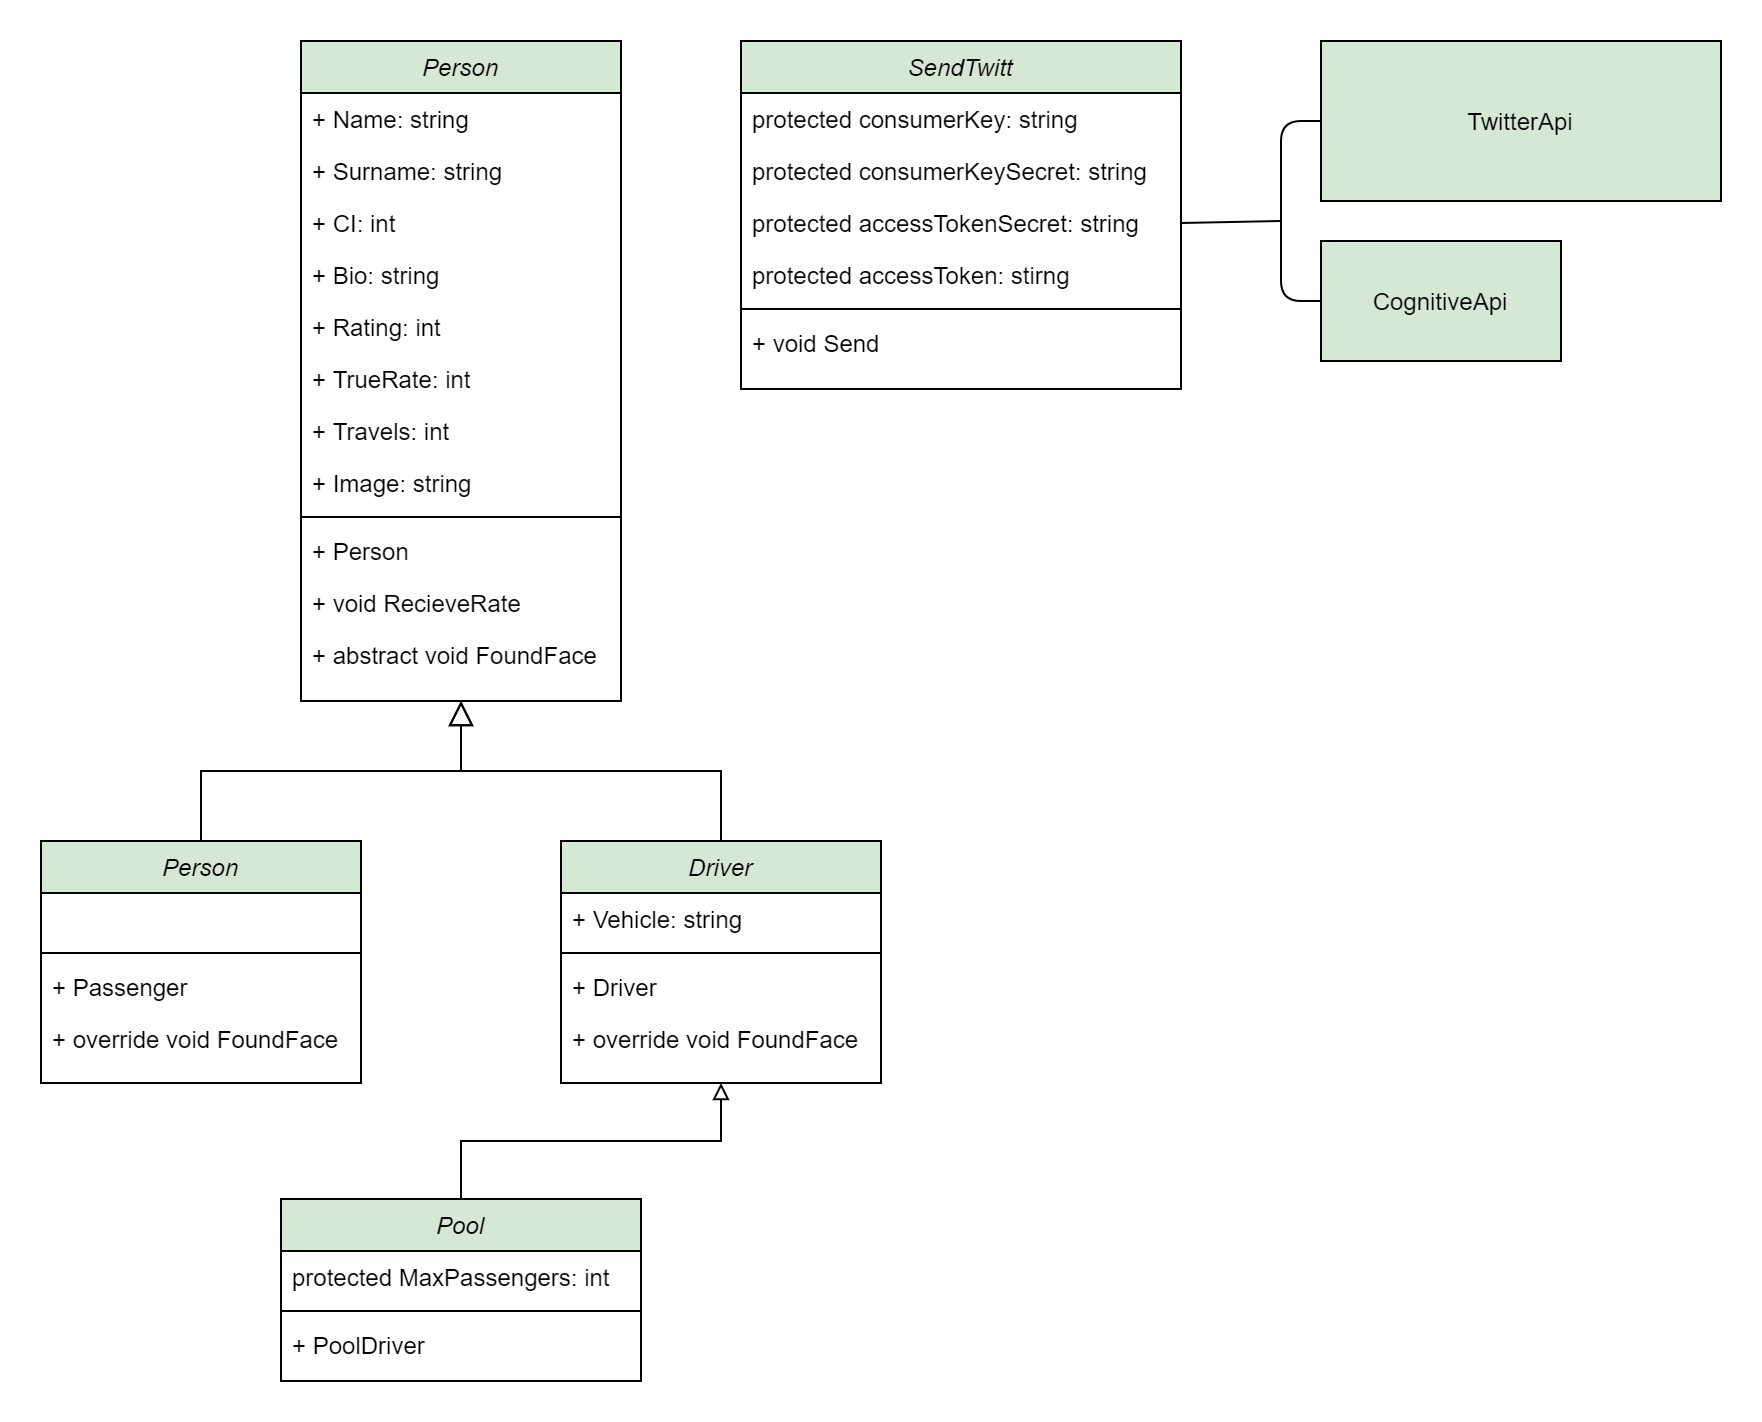 Person
+ Name: string
+ Surname: string
+ CI: int
+ Bio: string
+ Rating: int
+ TrueRate: int
+ Travels: int
+ Image: string
+ Person
+ void RecieveRate
+ abstract void FoundFace
SendTwitt
protected consumerKey: string
protected consumerKeySecret: string
protected accessTokenSecret: string
protected accessToken: stirng
+ void Send
TwitterApi
CognitiveApi
Person
+ Passenger
+ override void FoundFace
Driver
+ Vehicle: string
+ Driver
+ override void FoundFace
Pool
protected MaxPassengers: int
+ PoolDriver